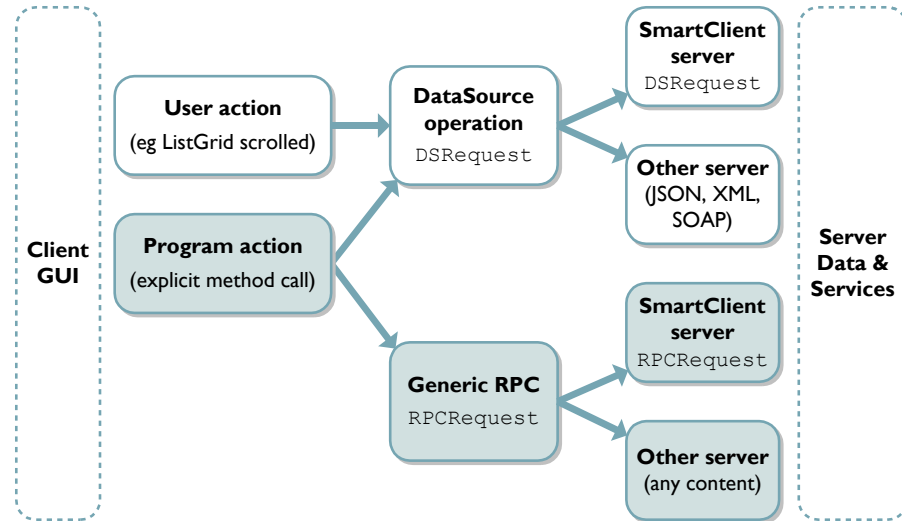 Client
GUI
User action
(eg ListGrid scrolled)
Program action
(explicit method call)
DataSource
operation
DSRequest
Generic RPC
RPCRequest
SmartClient
server
DSRequest
Other server
(JSON, XML,
SOAP)
SmartClient
server
RPCRequest
Other server
(any content)
Server
Data &
Services